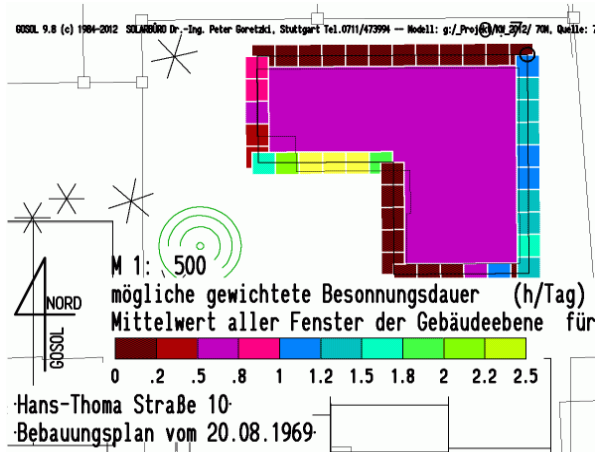 GOSOL 9.8 (c) 1984-2012 SOLARBÜRO Dr.-Ing. Peter Goretzki, Stuttgart Tel.0711/473994 -- Modell: g:/_Projekt/KW_2012/ 70N, Quelle: 7
M 1: 500
NORD
GOSOL
mögliche gewichtete Besonnungsdauer (h/Tag)
Mittelwert aller Fenster der Gebäudeebene für
0 .2 .5 .8 1 1.2 1.5 1.8 2 2.2 2.5
Hans-Thoma Straße 10
Bebauungsplan vom 20.08.1969